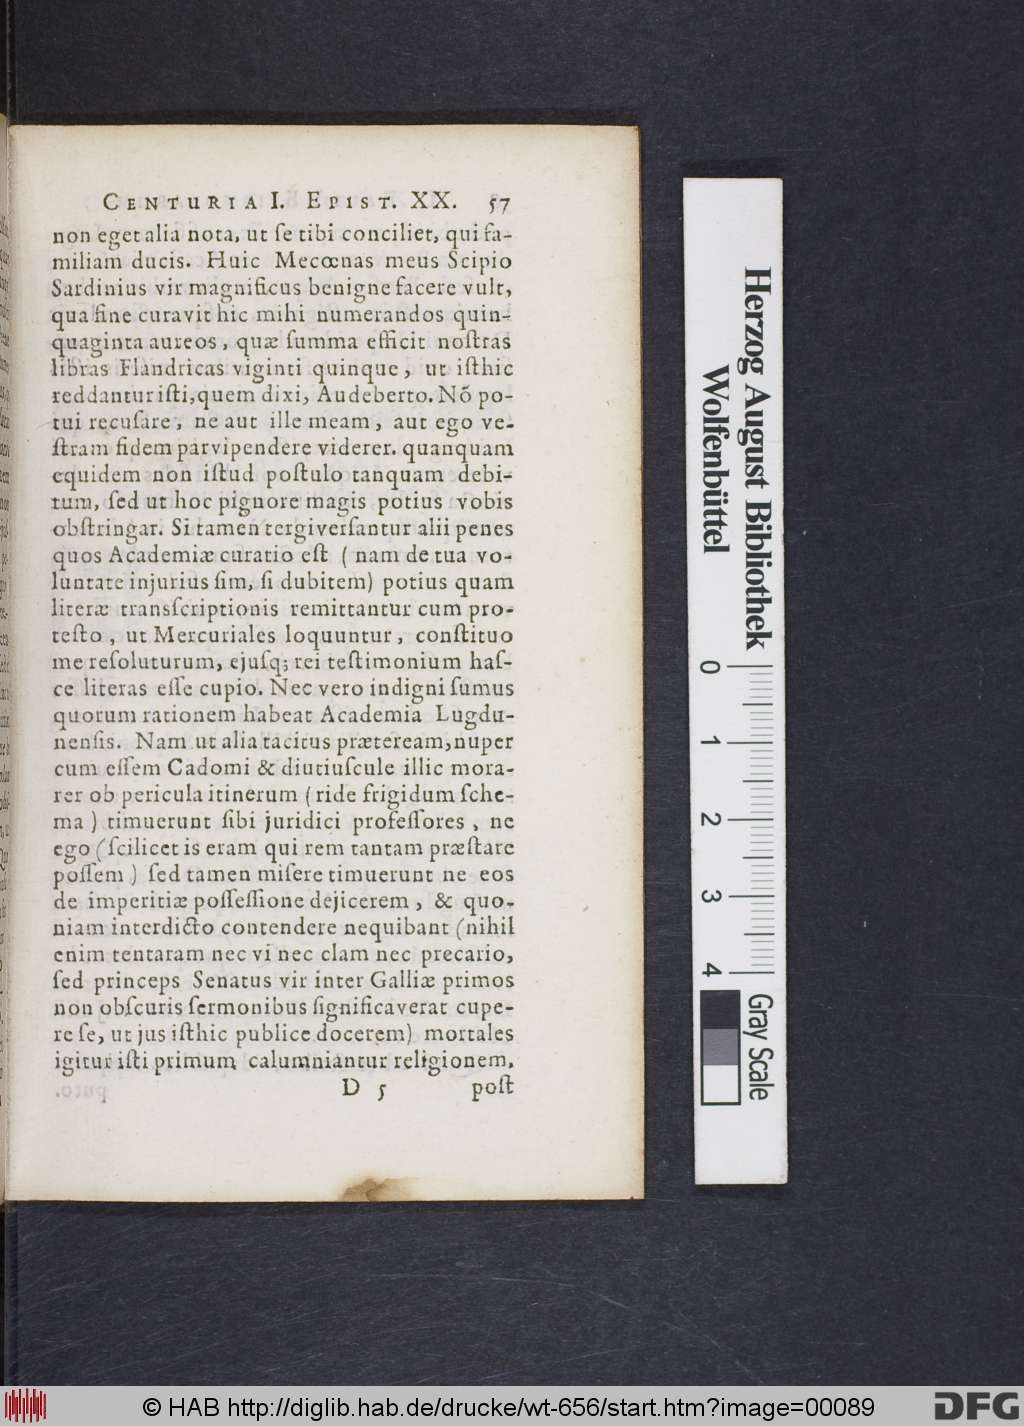 CENTURIA I. EPIST. XX. 57
non eget alia nota, ut ſe tibi conciliet, qui fa-
miliam ducis. Huic Mecœnas meus Scipio
Sardinius vir magnificus benigne facere vult,
qua fine curavit hic mihi numerandos quin-
quaginta aureos, quæ ſumma efficit noſtras
libras Flandricas viginti quinque, ut iſthic
reddantur iſti, quem dixi, Audeberto. Nõ po-
tui recuſare, ne aut ille meam, aut ego ve-
ſtram fidem parvipendere viderer. quanquam
equidem non iſtud poſtulo tanquam debi-
tum, ſed ut hoc pignore magis potius vobis
obſtringar. Si tamen tergiverſantur alii penes
quos Academiæ curatio eſt (nam de tua vo-
luntate injurius ſim, ſi dubitem) potius quam
literæ transſcriptionis remittantur cum pro-
teſto, ut Mercuriales loquuntur, conſtituo
me reſoluturum, ejuſq; rei teſtimonium haſ-
ce literas eſſe cupio. Nec vero indigni ſumus
quorum rationem habeat Academia Lugdu-
nenſis. Nam ut alia tacitus præteream, nuper
cum eſſem Cadomi & diutiuſcule illic mora-
rer ob pericula itinerum (ride frigidum ſche-
ma) timuerunt ſibi juridici profeſſores, ne
ego (ſcilicet is eram qui rem tantam præſtare
poſſem) ſed tamen miſere timuerunt ne eos
de imperitiæ poſſeſſione dejicerem, & quo-
niam interdicto contendere nequibant (nihil
enim tentaram nec vi nec clam nec precario,
ſed princeps Senatus vir inter Galliæ primos
non obſcuris ſermonibus ſignificaverat cupe-
re ſe, ut jus iſthic publice docerem) mortales
igitur iſti primum calumniantur religionem,
D 5 poſt
Herzog August Bibliothek
Wolfenbüttel
0 1 2 3 4
Gray Scale
© HAB http://diglib.hab.de/drucke/wt-656/start.htm?image=00089
DFG